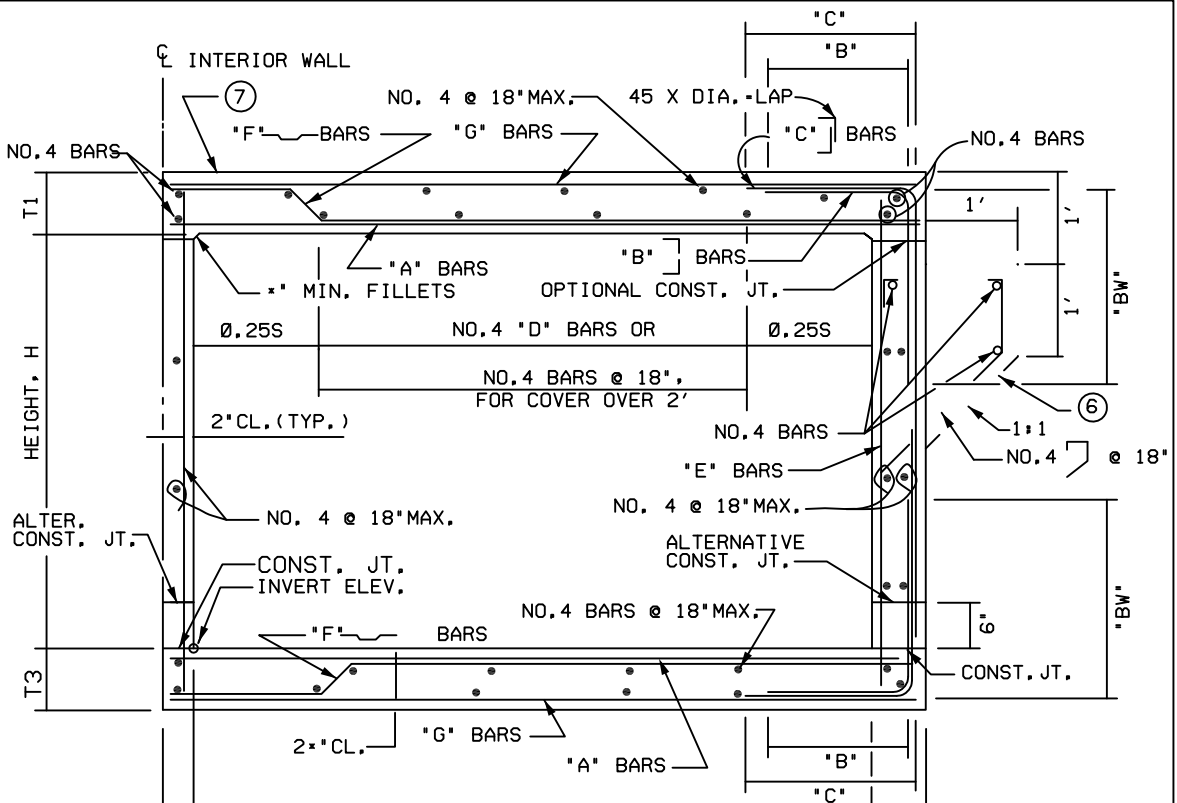 "C"
℄ INTERIOR WALL
"B"
7
NO. 4 @ 18"MAX.
45 X DIA.-LAP
"F" BARS
"G" BARS
"C" BARS
NO.4 BARS
NO.4 BARS
T1
1'
1'
"A" BARS
"B" BARS
×" MIN. FILLETS
OPTIONAL CONST. JT.
"BW"
1'
Ø.25S
NO.4 "D" BARS OR
Ø.25S
NO.4 BARS @ 18",
FOR COVER OVER 2'
HEIGHT, H
2"CL.(TYP.)
6
NO.4 BARS
1:1
NO.4 @ 18"
"E" BARS
NO. 4 @ 18"MAX.
NO. 4 @ 18"MAX.
ALTER.
CONST. JT.
ALTERNATIVE
CONST. JT.
CONST. JT.
INVERT ELEV.
NO.4 BARS @ 18"MAX.
6"
"BW"
"F" BARS
CONST.JT.
T3
"G" BARS
2×"CL.
"A" BARS
"B"
"C"